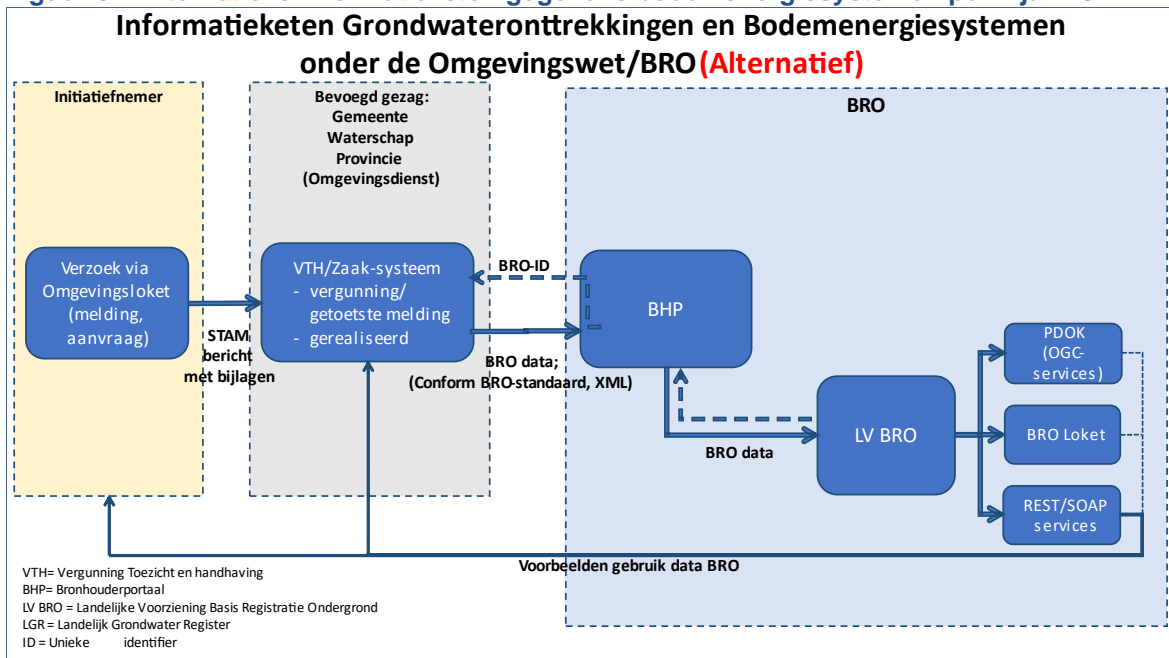 Informatieketen Grondwateronttrekkingen en Bodemenergiesystemen
onder de Omgevingswet/BRO (Alternatief)
Initiatiefnemer
Bevoegd gezag:
Gemeente
Waterschap
Provincie
(Omgevingsdienst)
BRO
Verzoek via
Omgevingsloket
(melding,
aanvraag)
STAM
bericht
met bijlagen
VTH/Zaak-systeem
- vergunning/
getoetste melding
- gerealiseerd
BRO-ID
BRO data;
(Conform BRO-standaard, XML)
BHP
BRO data
LV BRO
PDOK
(OGC-
services)
BRO Loket
REST/SOAP
services
Voorbeelden gebruik data BRO
VTH= Vergunning Toezicht en handhaving
BHP= Bronhouderportaal
LV BRO = Landelijke Voorziening Basis Registratie Ondergrond
LGR = Landelijk Grondwater Register
ID = Unieke identifier